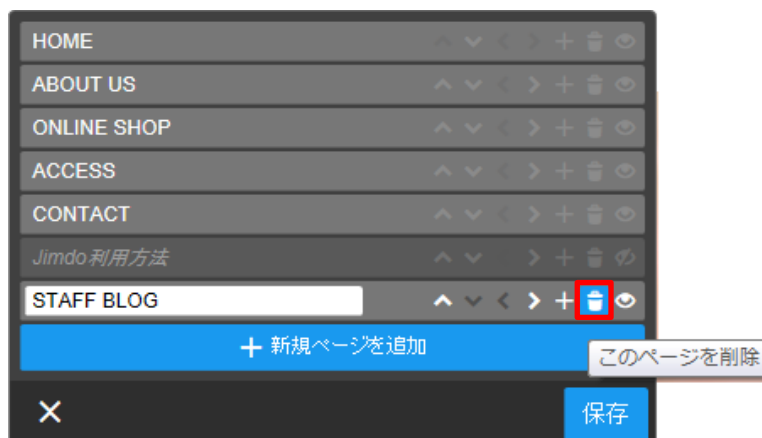 HOME
ABOUT US
ONLINE SHOP
ACCESS
CONTACT
Jimdo利用方法
STAFF BLOG
新規ページを追加
このページを削除
保存